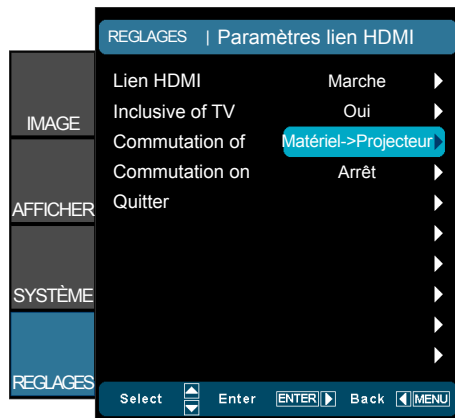 REGLAGES | Paramètres lien HDMI
Lien HDMI Marche
Inclusive of TV Oui
Commutation of Matériel->Projecteur
Commutation on Arrêt
Quitter
IMAGE
AFFICHER
SYSTÈME
REGLAGES
Select Enter ENTER Back MENU